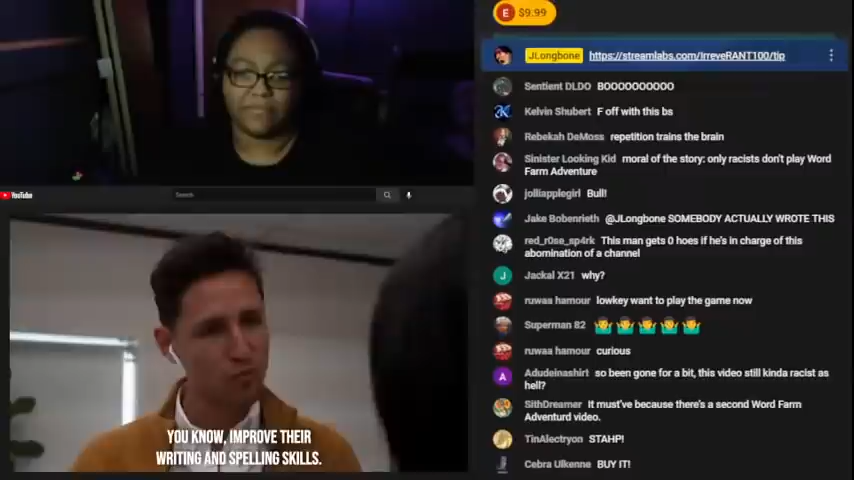 E $9.99
JLongbone https://streamlabs.com/IrreveRANT100/tip
Sentient DLDO BOOOOOOOOOO
Kelvin Shubert F off with this bs
Rebekah DeMoss repetition trains the brain
Sinister Looking Kid moral of the story: only racists don't play Word
Farm Adventure
jolliapplegirl Bull!
Jake Bobenrieth @JLongbone SOMEBODY ACTUALLY WROTE THIS
red_r0se_sp4rk This man gets 0 hoes if he's in charge of this
abomination of a channel
J Jackal X21 why?
ruwaa hamour lowkey want to play the game now
Superman 82
ruwaa hamour curious
A Adudeinashirt so been gone for a bit, this video still kinda racist as
hell?
SithDreamer It must've because there's a second Word Farm
Adventurd video.
TinAlectryon STAHP!
Cebra Ulkenne BUY IT!
YouTube
Search
YOU KNOW, IMPROVE THEIR
WRITING AND SPELLING SKILLS.